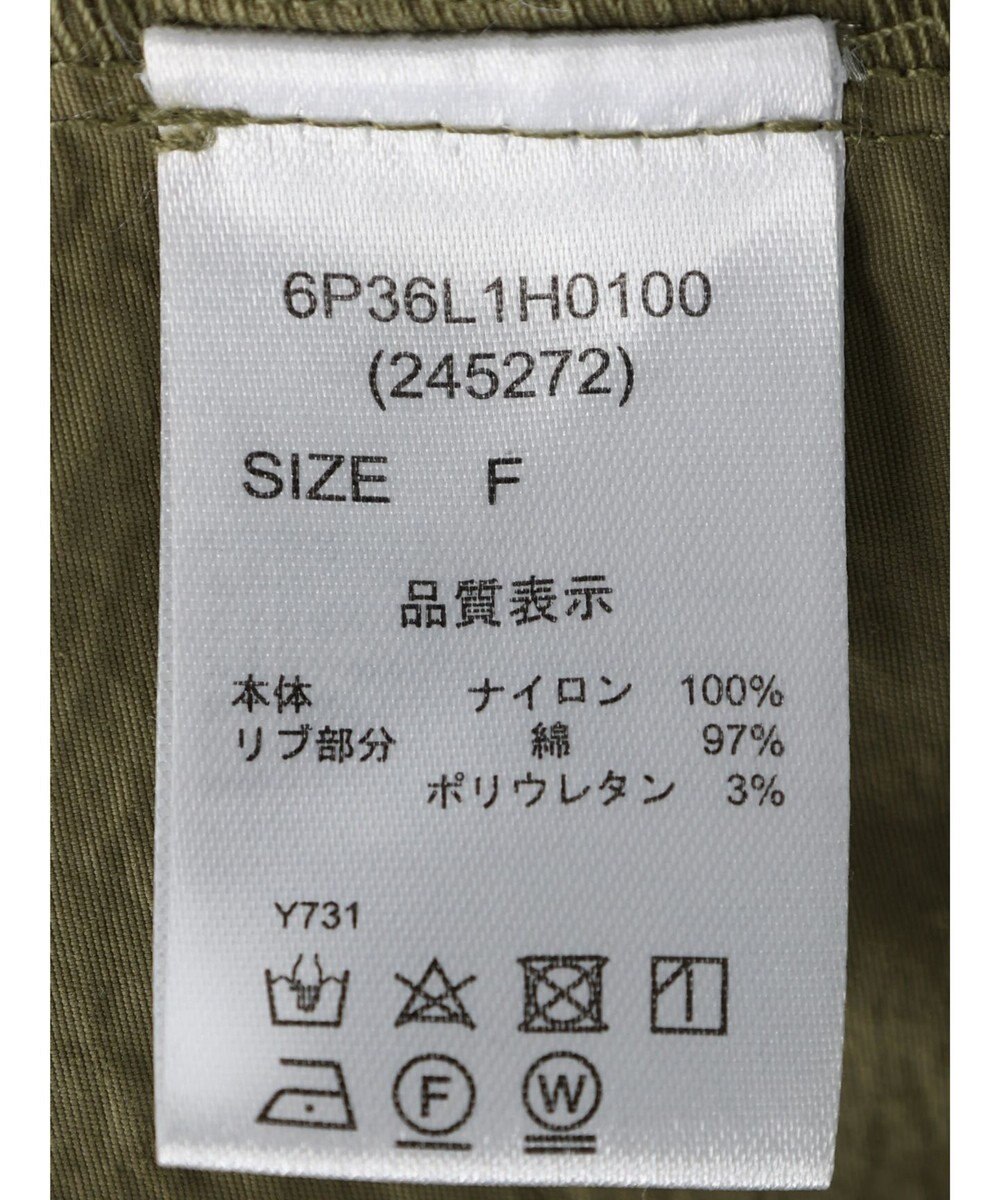 6P36L1H0100
(245272)
SIZE F
品質表示
本体 ナイロン 100%
リブ部分 綿 97%
ポリウレタン 3%
Y731
F W